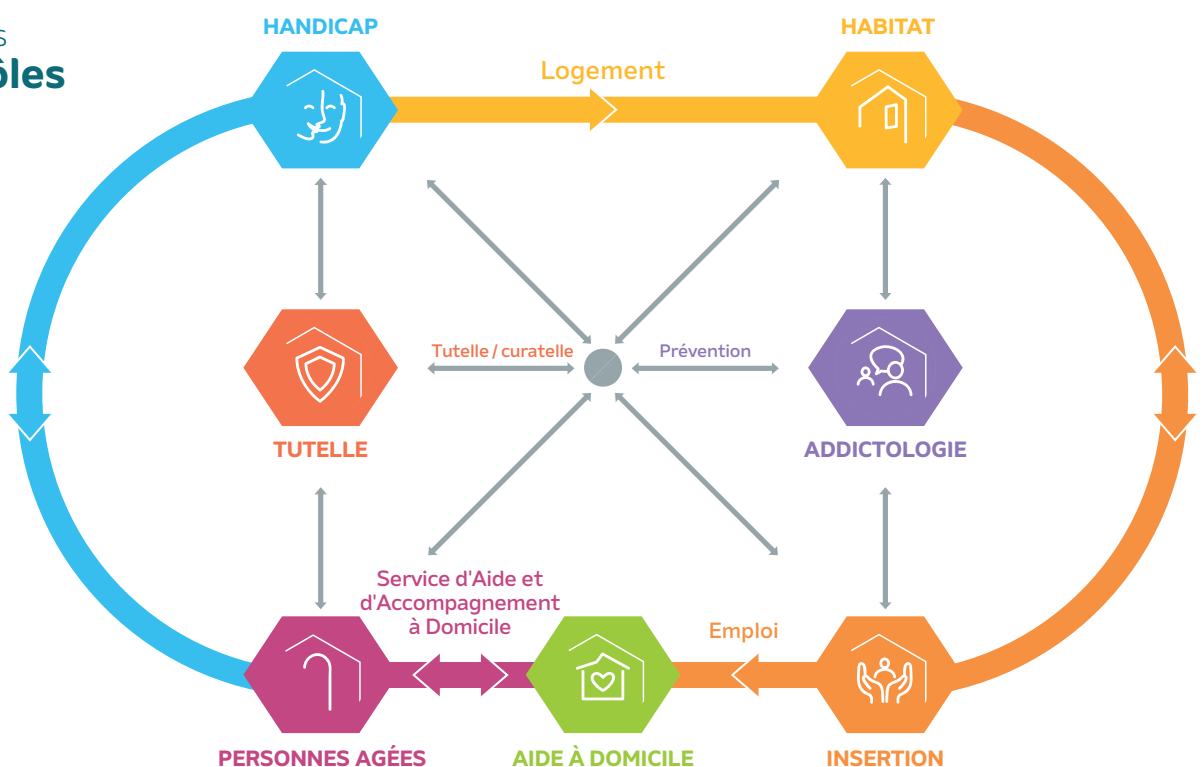 HANDICAP
HABITAT
Logement
Tutelle / curatelle
Prévention
TUTELLE
ADDICTOLOGIE
Service d'Aide et
d'Accompagnement
à Domicile
Emploi
PERSONNES AGÉES
AIDE À DOMICILE
INSERTION